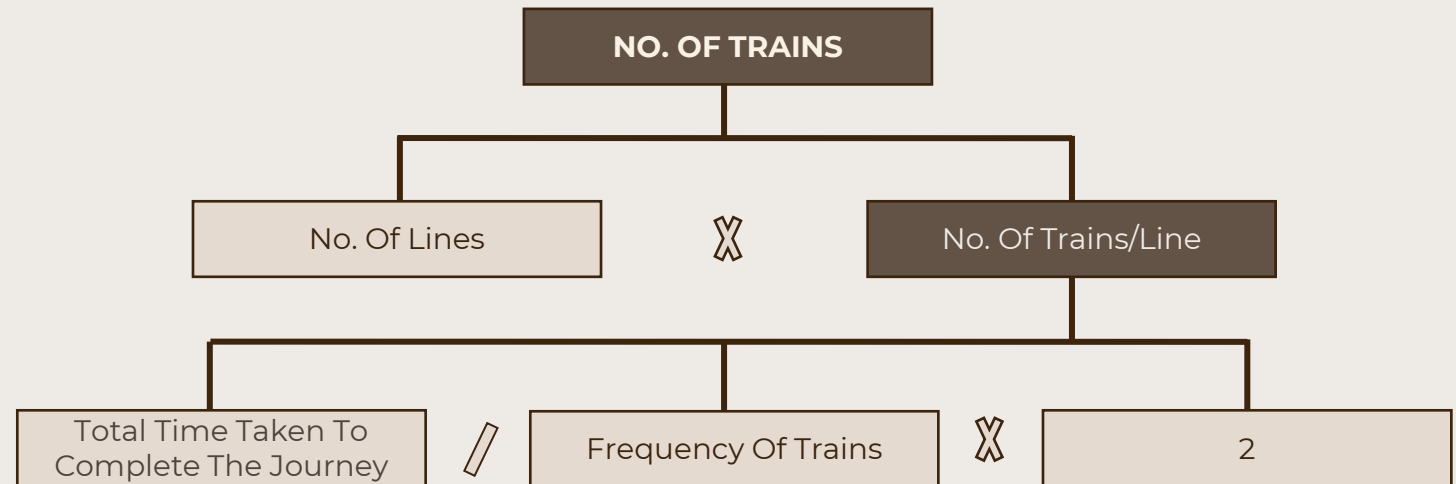 NO. OF TRAINS
No. Of Lines
X
No. Of Trains/Line
Total Time Taken To
Complete The Journey
/
Frequency Of Trains
X
2